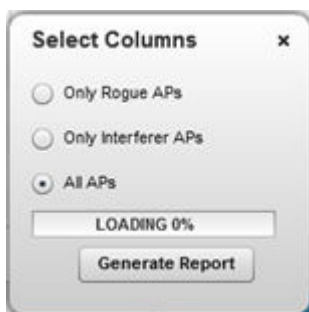 Select Columns ×
Only Rogue APs
Only Interferer APs
All APs
LOADING 0%
Generate Report